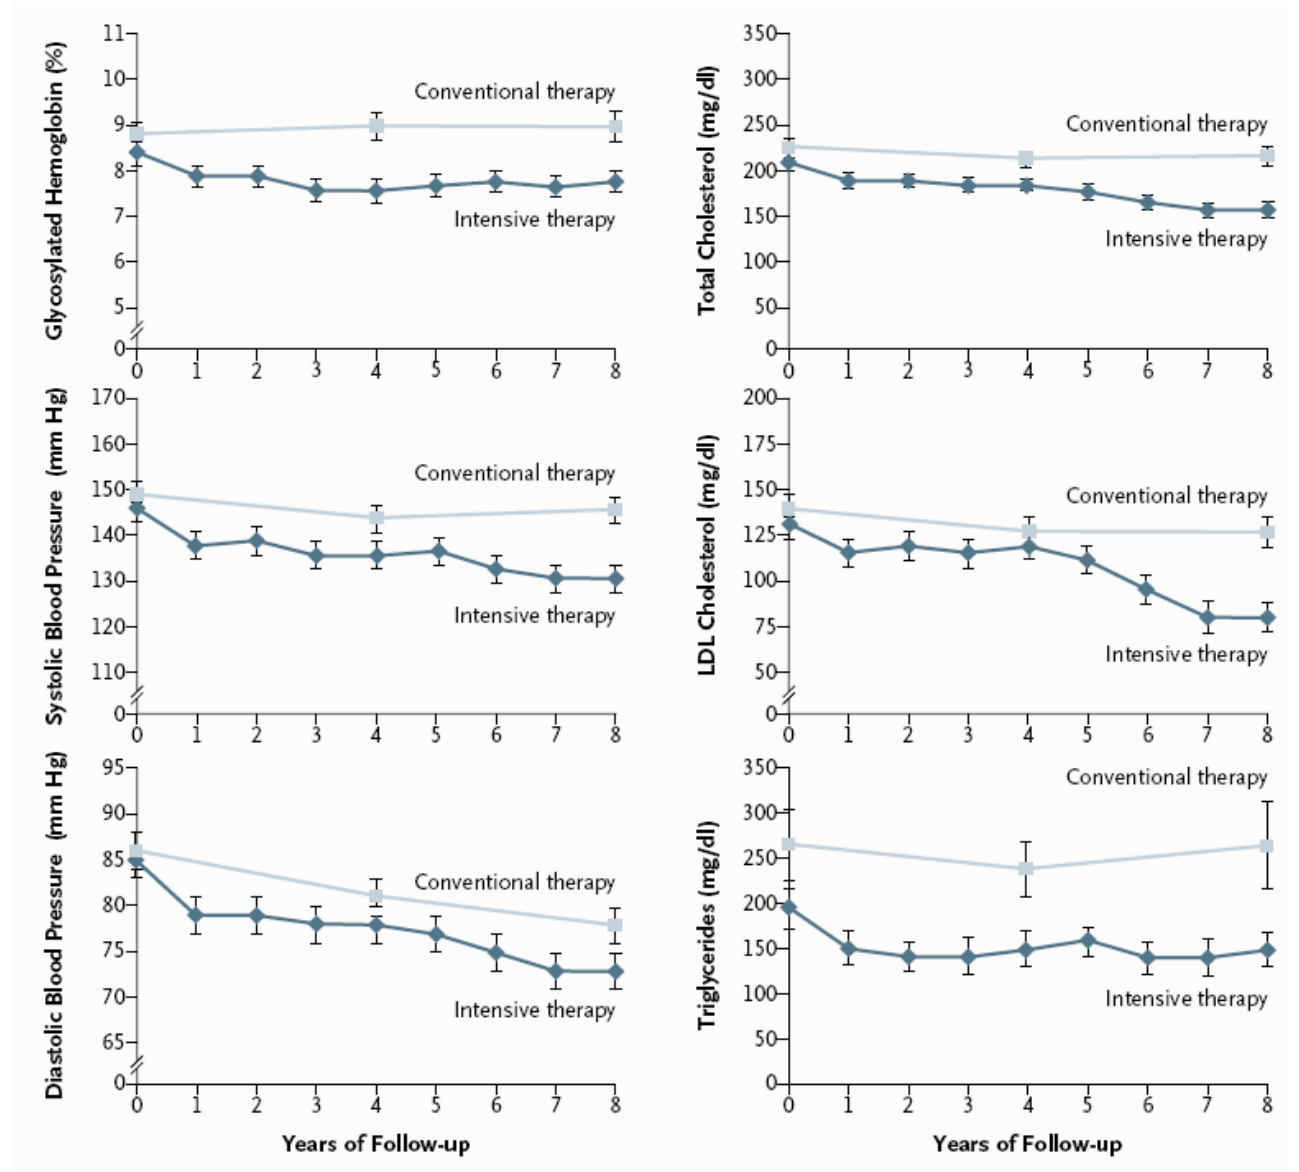 Glycosylated Hemoglobin (%)
11
10
9
8
7
6
5
0
Conventional therapy
Intensive therapy
0 1 2 3 4 5 6 7 8
Total Cholesterol (mg/dl)
350
300
250
200
150
100
50
0
Conventional therapy
Intensive therapy
0 1 2 3 4 5 6 7 8
Systolic Blood Pressure (mm Hg)
170
160
150
140
130
120
110
0
Conventional therapy
Intensive therapy
0 1 2 3 4 5 6 7 8
LDL Cholesterol (mg/dl)
200
175
150
125
100
75
50
0
Conventional therapy
Intensive therapy
0 1 2 3 4 5 6 7 8
Diastolic Blood Pressure (mm Hg)
95
90
85
80
75
70
65
0
Conventional therapy
Intensive therapy
0 1 2 3 4 5 6 7 8
Years of Follow-up
Triglycerides (mg/dl)
350
300
250
200
150
100
50
0
Conventional therapy
Intensive therapy
0 1 2 3 4 5 6 7 8
Years of Follow-up